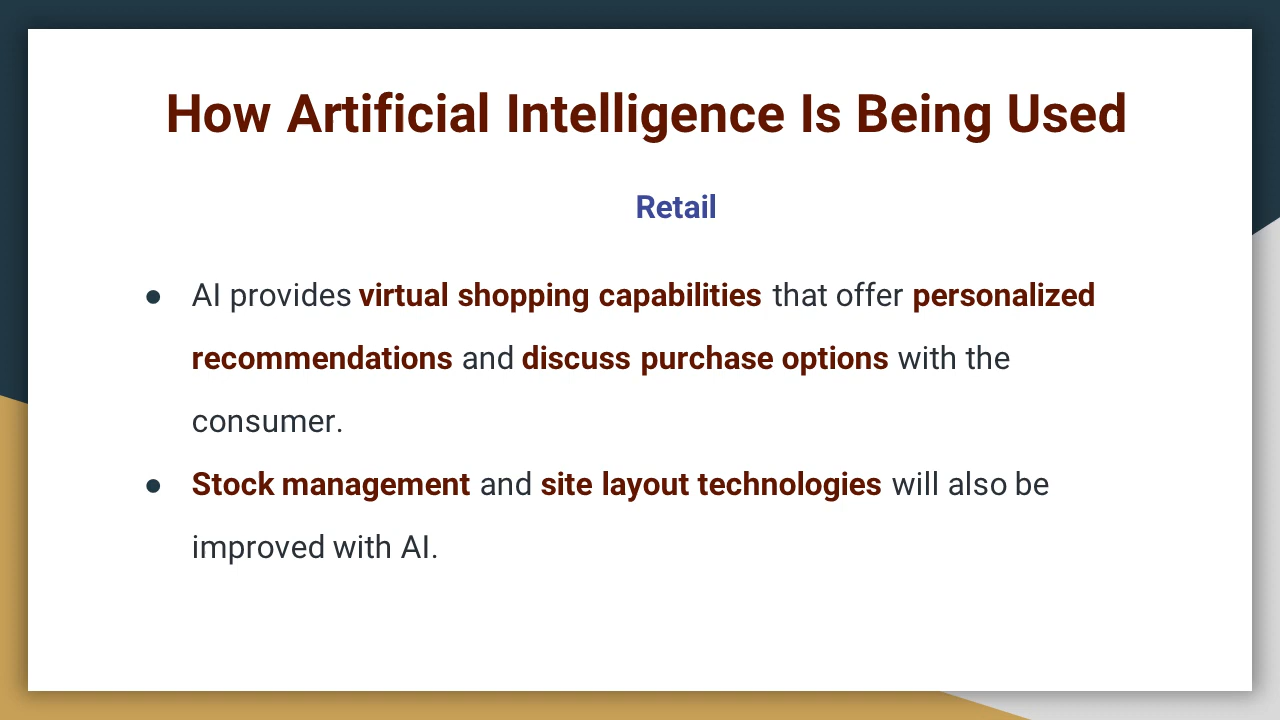 How Artificial Intelligence Is Being Used
Retail
● AI provides virtual shopping capabilities that offer personalized
recommendations and discuss purchase options with the
consumer.
● Stock management and site layout technologies will also be
improved with AI.